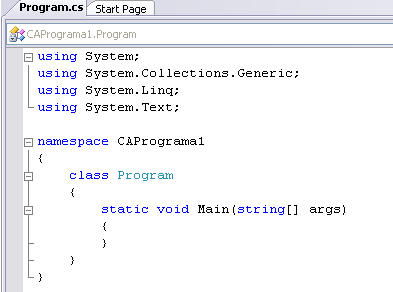 Program.cs Start Page
CAPrograma1.Program
using System;
using System.Collections.Generic;
using System.Linq;
using System.Text;
namespace CAPrograma1
{
class Program
{
static void Main(string[] args)
{
}
}
}